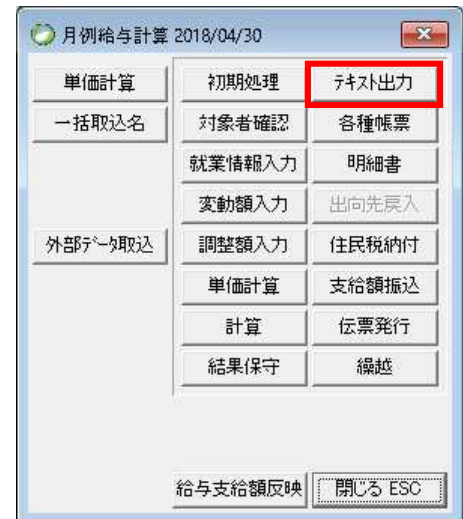 月例給与計算 2018/04/30
単価計算 初期処理 テキスト出力
一括取込名 対象者確認 各種帳票
就業情報入力 明細書
変動額入力 出向先戻入
外部データ取込 調整額入力 住民税納付
単価計算 支給額振込
計算 伝票発行
結果保守 繰越
給与支給額反映 閉じる ESC